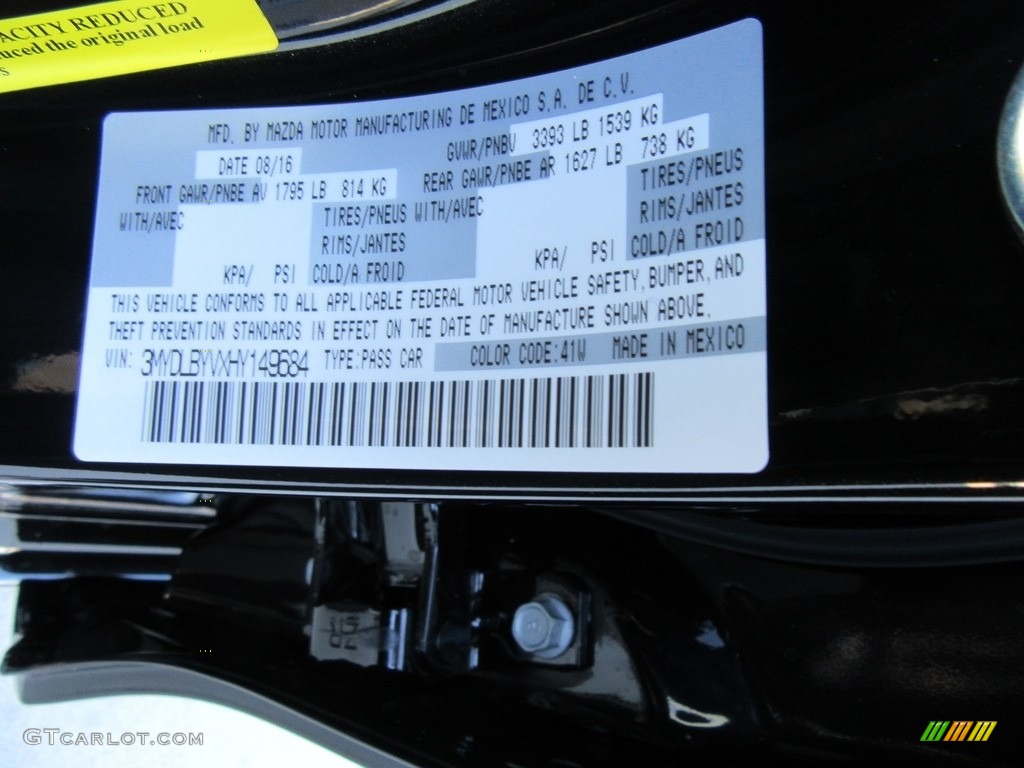 ACITY REDUCED
uced the original load
s
MFD. BY MAZDA MOTOR MANUFACTURING DE MEXICO S.A. DE C.V.
DATE 08/16 GVWR/PNBV 3393 LB 1539 KG
FRONT GAWR/PNBE AV 1795 LB 814 KG REAR GAWR/PNBE AR 1627 LB 738 KG
WITH/AVEC TIRES/PNEUS WITH/AVEC TIRES/PNEUS
RIMS/JANTES RIMS/JANTES
KPA/ PSI COLD/A FROID KPA/ PSI COLD/A FROID
THIS VEHICLE CONFORMS TO ALL APPLICABLE FEDERAL MOTOR VEHICLE SAFETY, BUMPER, AND
THEFT PREVENTION STANDARDS IN EFFECT ON THE DATE OF MANUFACTURE SHOWN ABOVE.
VIN: 3MYDLBYVXHY149684 TYPE:PASS CAR COLOR CODE:41W MADE IN MEXICO
GTCARLOT.COM